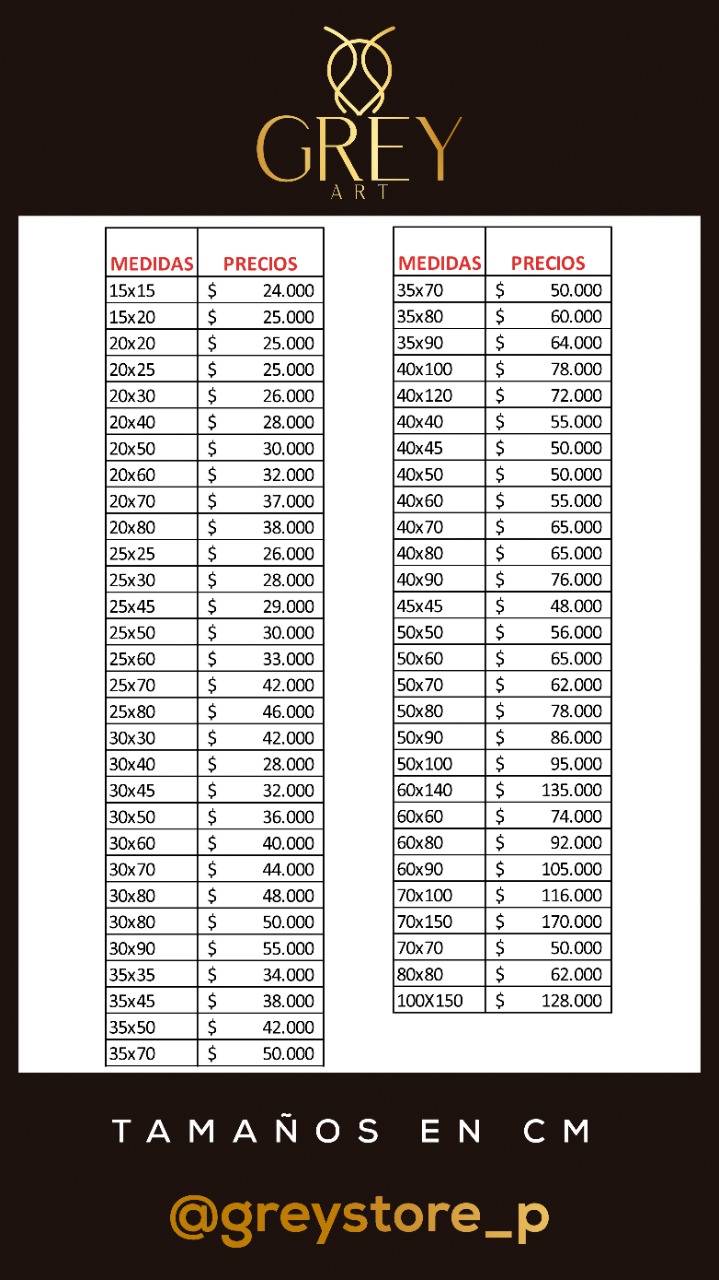 GREY
ART
MEDIDAS PRECIOS
15x15 $ 24.000
15x20 $ 25.000
20x20 $ 25.000
20x25 $ 25.000
20x30 $ 26.000
20x40 $ 28.000
20x50 $ 30.000
20x60 $ 32.000
20x70 $ 37.000
20x80 $ 38.000
25x25 $ 26.000
25x30 $ 28.000
25x45 $ 29.000
25x50 $ 30.000
25x60 $ 33.000
25x70 $ 42.000
25x80 $ 46.000
30x30 $ 42.000
30x40 $ 28.000
30x45 $ 32.000
30x50 $ 36.000
30x60 $ 40.000
30x70 $ 44.000
30x80 $ 48.000
30x80 $ 50.000
30x90 $ 55.000
35x35 $ 34.000
35x45 $ 38.000
35x50 $ 42.000
35x70 $ 50.000
MEDIDAS PRECIOS
35x70 $ 50.000
35x80 $ 60.000
35x90 $ 64.000
40x100 $ 78.000
40x120 $ 72.000
40x40 $ 55.000
40x45 $ 50.000
40x50 $ 50.000
40x60 $ 55.000
40x70 $ 65.000
40x80 $ 65.000
40x90 $ 76.000
45x45 $ 48.000
50x50 $ 56.000
50x60 $ 65.000
50x70 $ 62.000
50x80 $ 78.000
50x90 $ 86.000
50x100 $ 95.000
60x140 $ 135.000
60x60 $ 74.000
60x80 $ 92.000
60x90 $ 105.000
70x100 $ 116.000
70x150 $ 170.000
70x70 $ 50.000
80x80 $ 62.000
100X150 $ 128.000
TAMAÑOS EN CM
@greystore_p